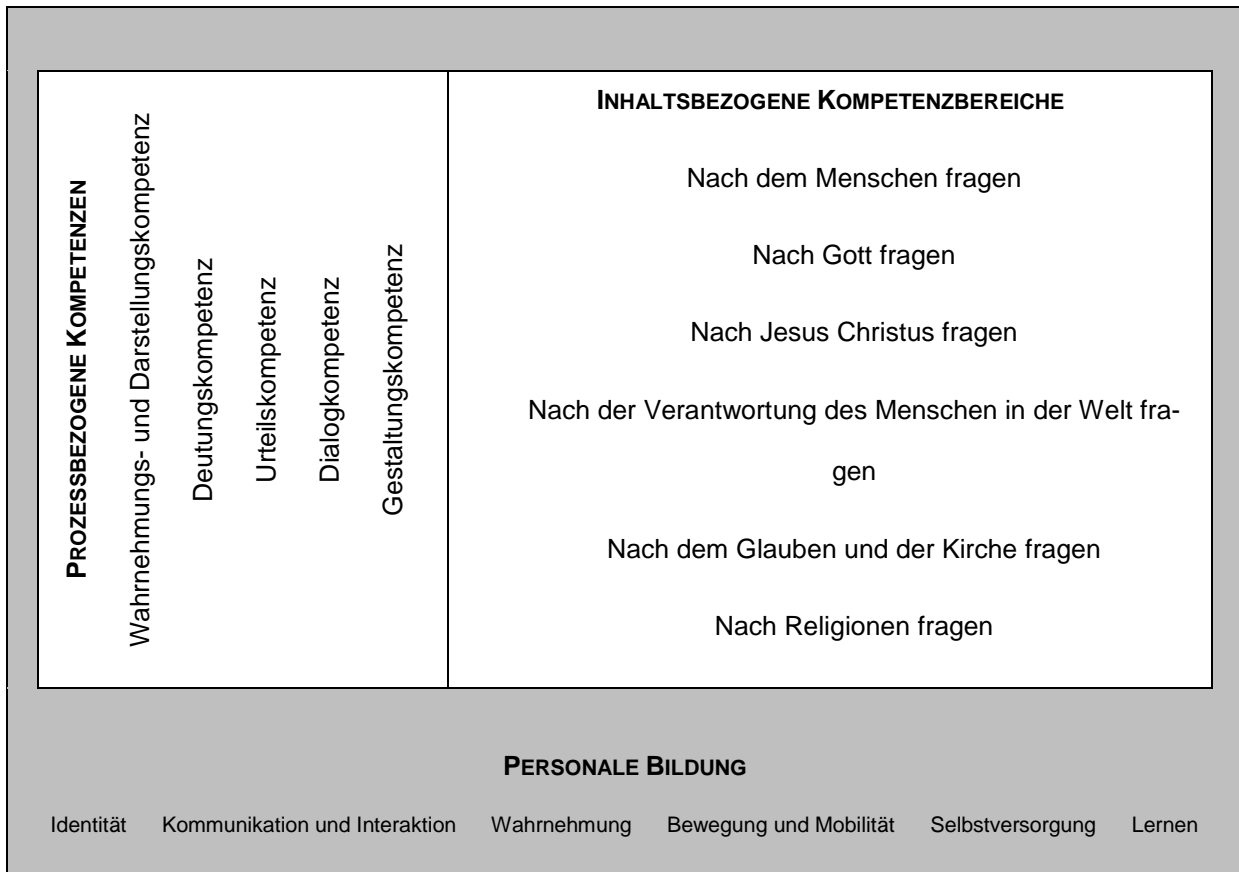 PROZESSBEZOGENE KOMPETENZEN
Wahrnehmungs- und Darstellungskompetenz
Deutungskompetenz
Urteilskompetenz
Dialogkompetenz
Gestaltungskompetenz
INHALTSBEZOGENE KOMPETENZBEREICHE
Nach dem Menschen fragen
Nach Gott fragen
Nach Jesus Christus fragen
Nach der Verantwortung des Menschen in der Welt fra-
gen
Nach dem Glauben und der Kirche fragen
Nach Religionen fragen
PERSONALE BILDUNG
Identität Kommunikation und Interaktion Wahrnehmung Bewegung und Mobilität Selbstversorgung Lernen